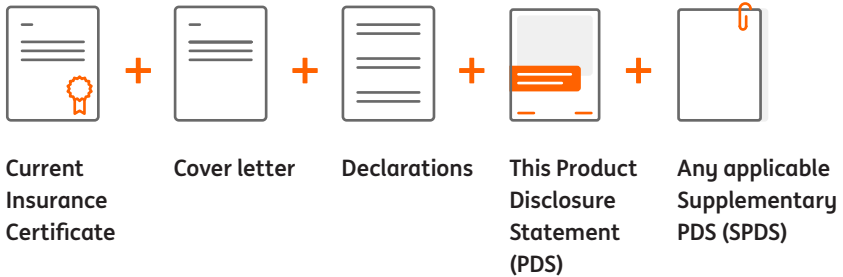 + + + +
Current
Insurance
Certificate
Cover letter
Declarations
This Product
Disclosure
Statement
(PDS)
Any applicable
Supplementary
PDS (SPDS)